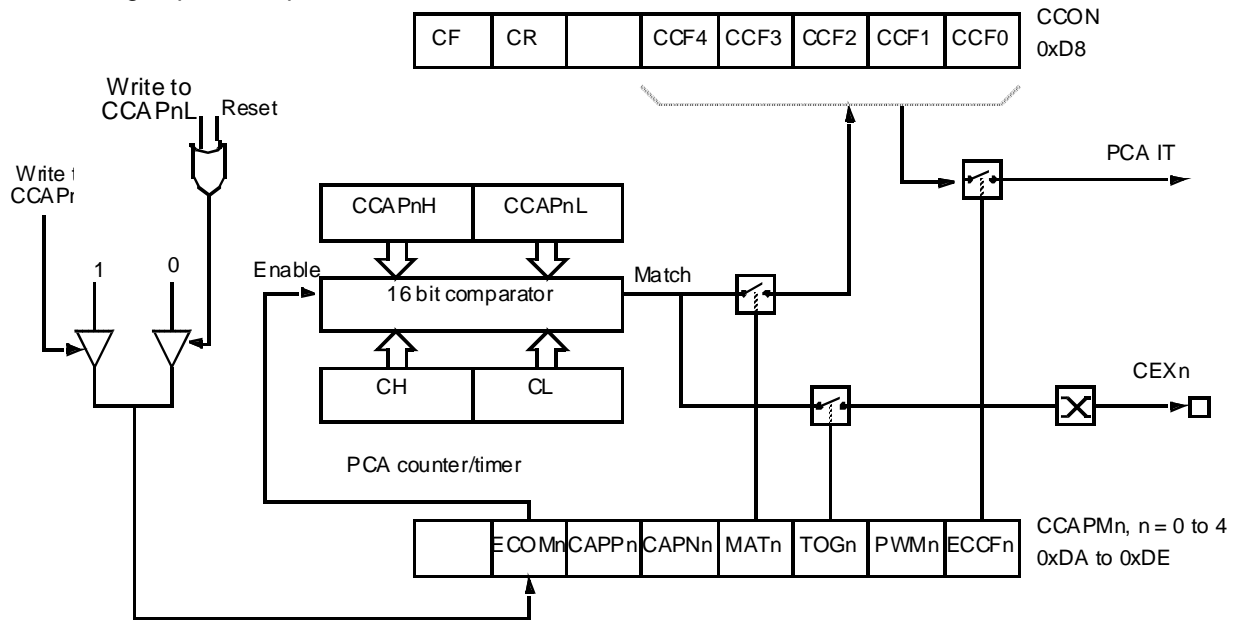 CF CR CCF4 CCF3 CCF2 CCF1 CCF0
CCON
0xD8
Write to
CCAPnL
Reset
Write
PCA IT
CCAPnH CCAPnL
Enable
16 bit comparator
Match
1 0
CH CL
CEXn
PCA counter/timer
ECOMn CAPPn CAPNn MATn TOGn PWMn ECCFn
CCAPMn, n = 0 to 4
0xDA to 0xDE